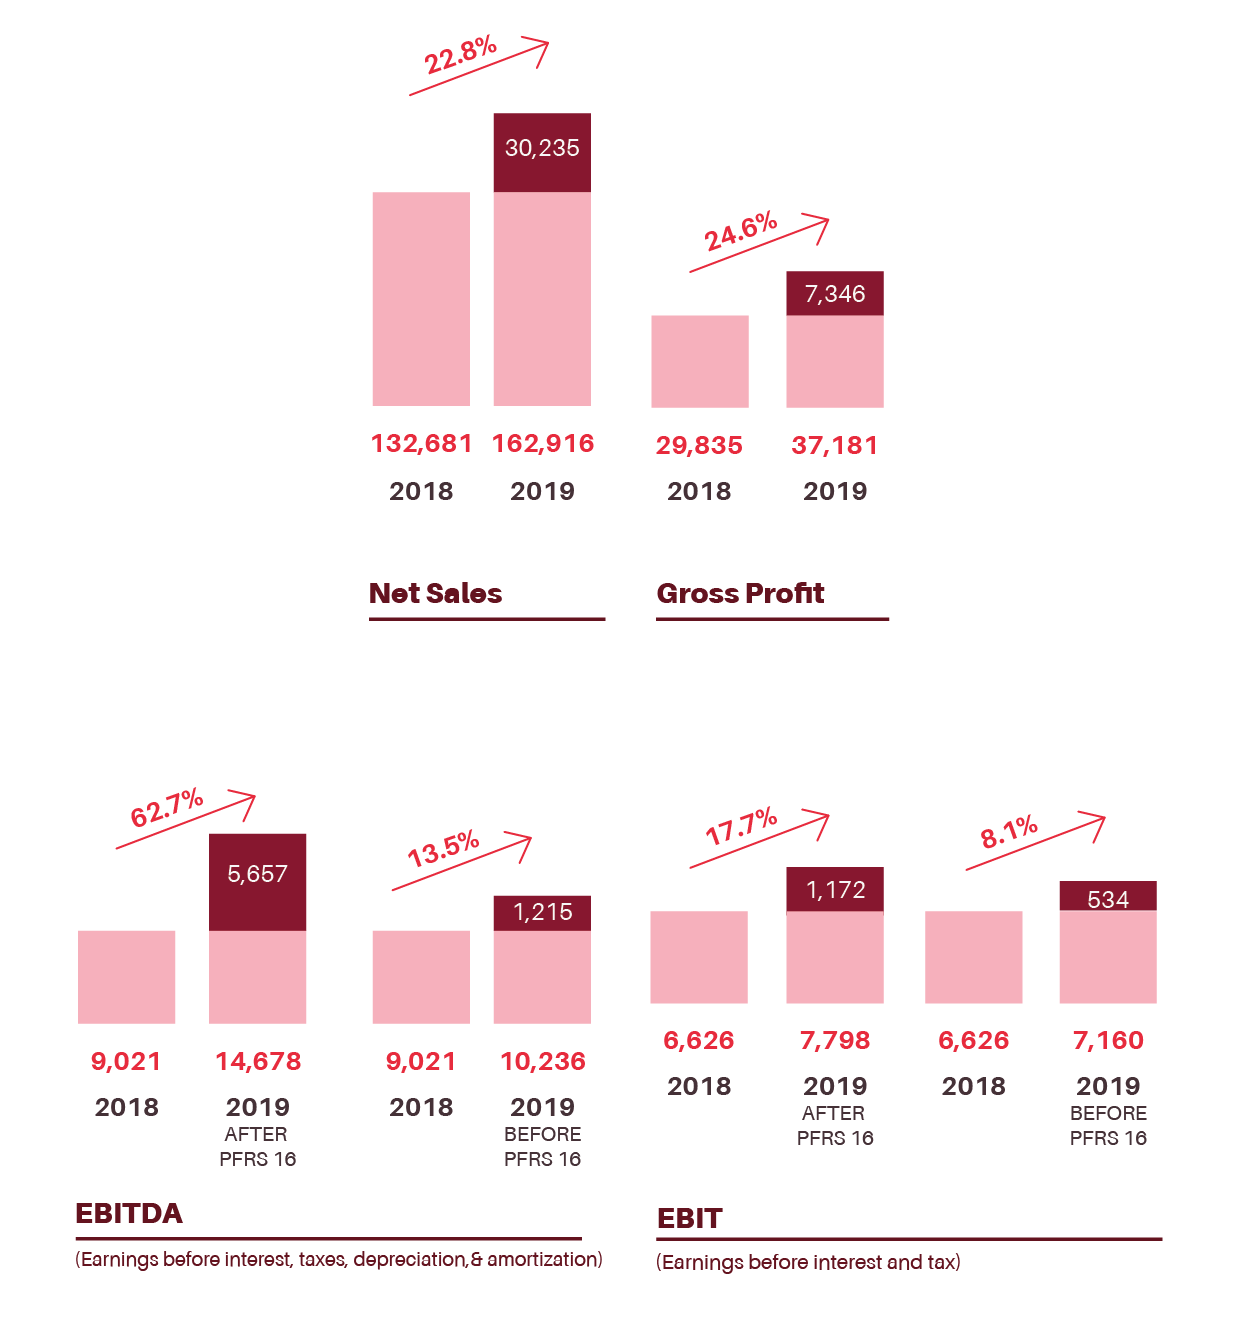 22.8%
30,235
132,681 162,916
2018 2019
Net Sales
24.6%
7,346
29,835 37,181
2018 2019
Gross Profit
62.7%
5,657
9,021 14,678
2018 2019
AFTER
PFRS 16
13.5%
1,215
9,021 10,236
2018 2019
BEFORE
PFRS 16
EBITDA
(Earnings before interest, taxes, depreciation,& amortization)
17.7%
1,172
6,626 7,798
2018 2019
AFTER
PFRS 16
8.1%
534
6,626 7,160
2018 2019
BEFORE
PFRS 16
EBIT
(Earnings before interest and tax)